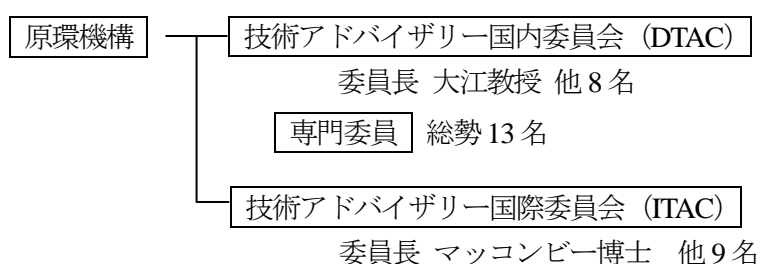 原環機構 技術アドバイザリー国内委員会 (DTAC)
委員長 大江教授 他8名
専門委員 総勢13名
技術アドバイザリー国際委員会 (ITAC)
委員長 マッコンビー博士 他9名